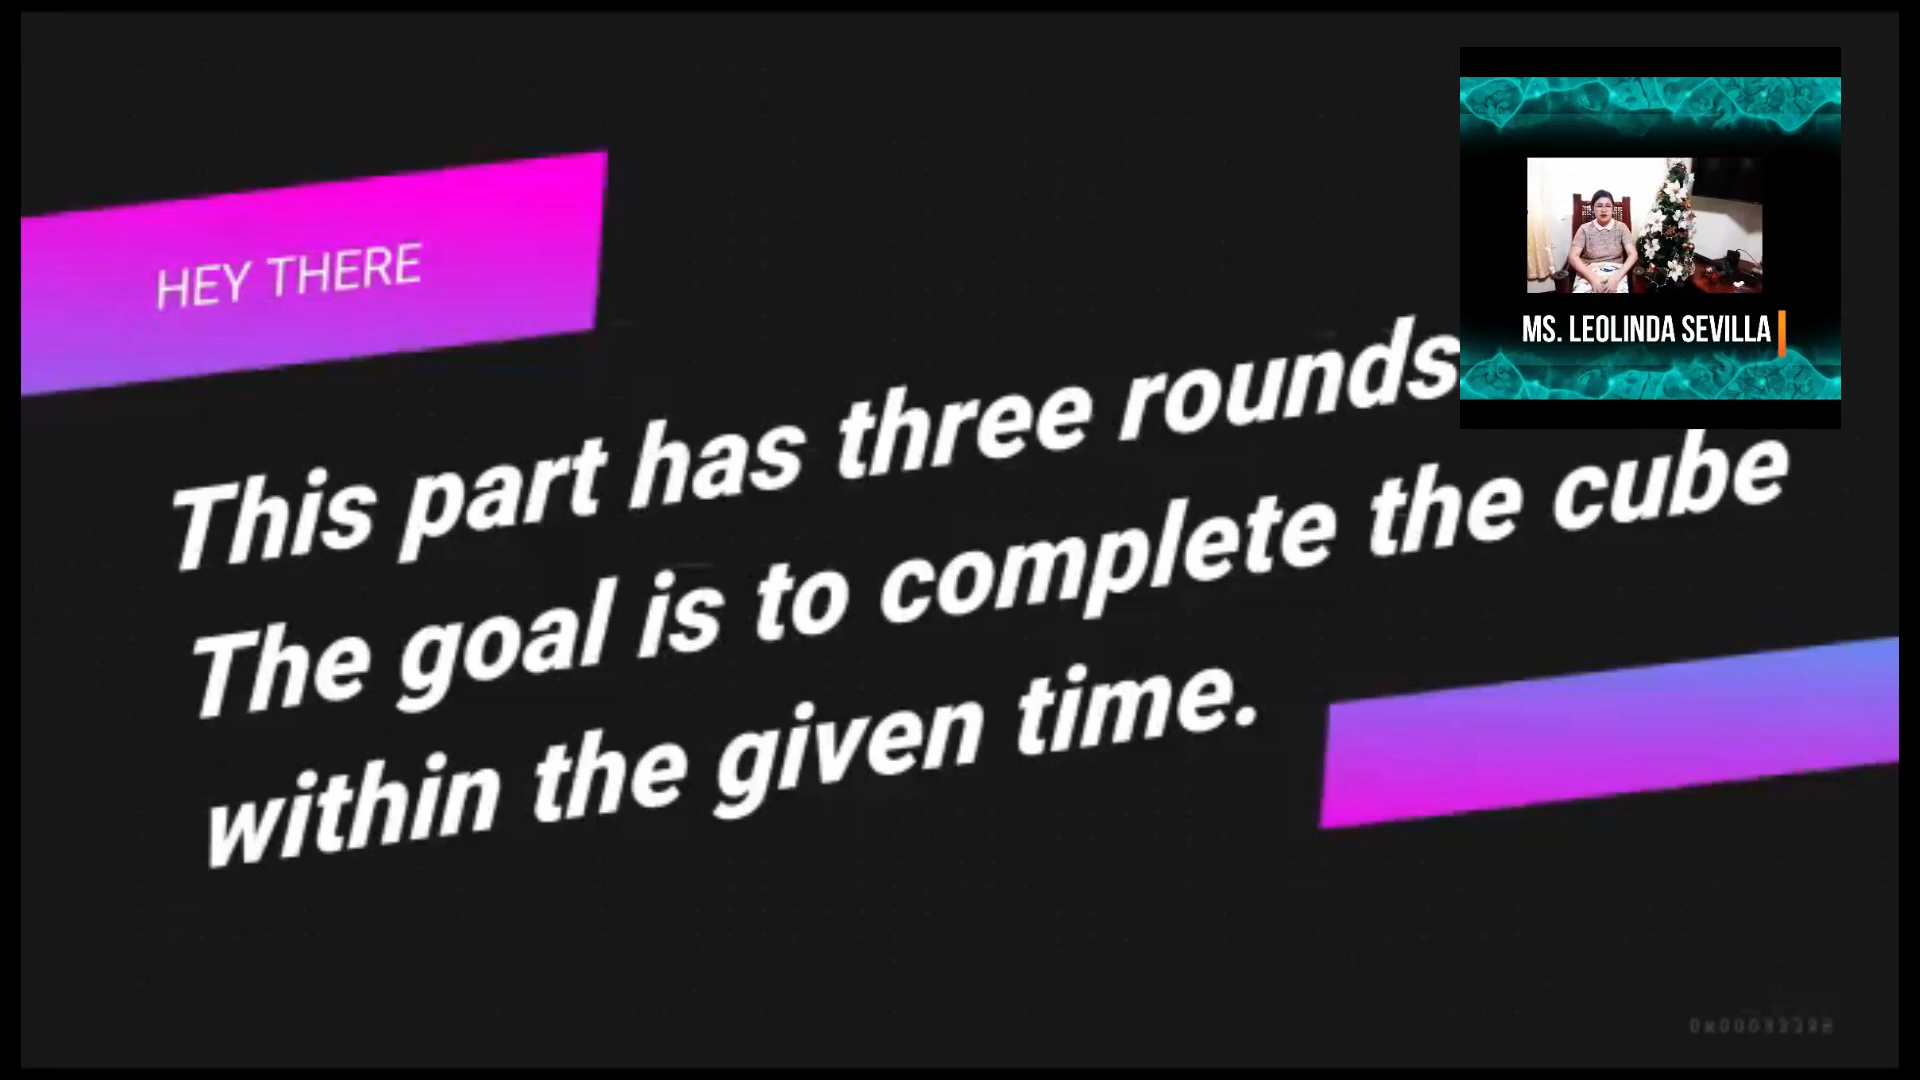 HEY THERE
This part has three rounds
The goal is to complete the cube
within the given time.
MS. LEOLINDA SEVILLA